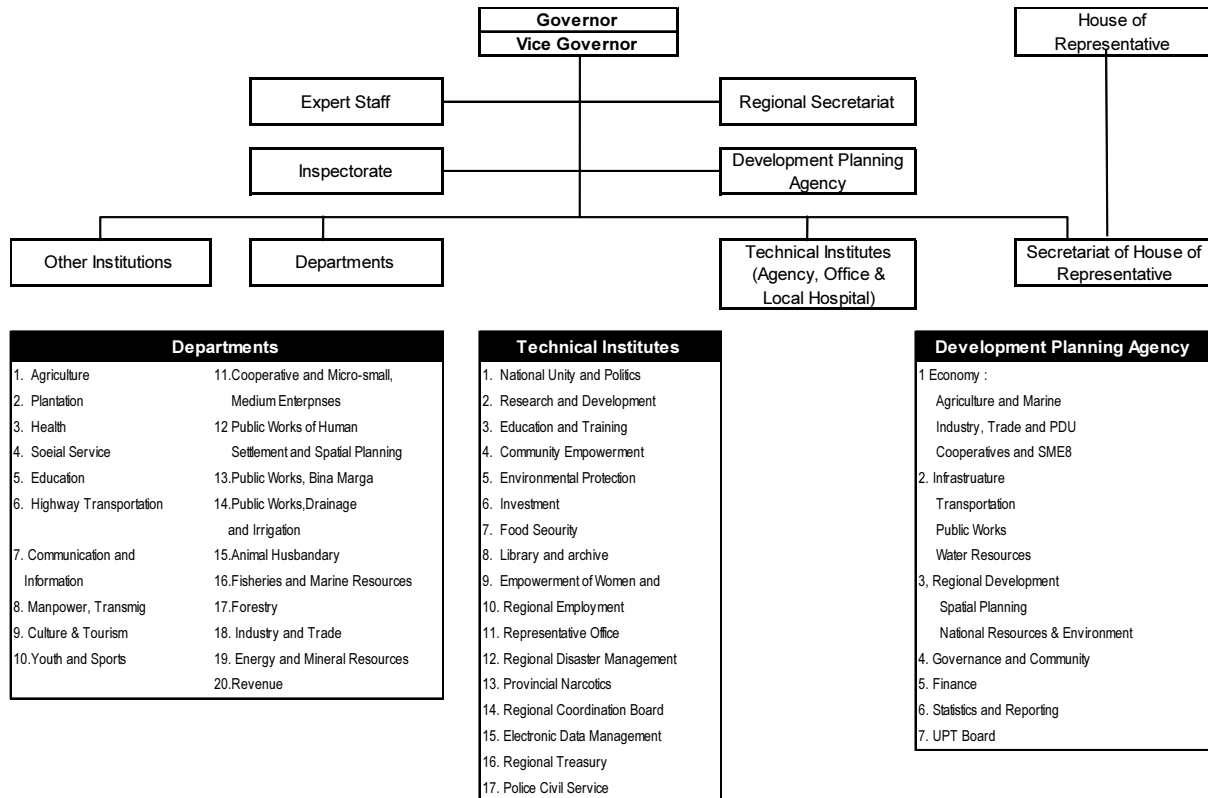 Governor
Vice Governor
House of
Representative
Expert Staff
Regional Secretariat
Inspectorate
Development Planning
Agency
Other Institutions
Departments
Technical Institutes
(Agency, Office &
Local Hospital)
Secretariat of House of
Representative
Departments
1. Agriculture
2. Plantation
3. Health
4. Soeial Service
5. Education
6. Highway Transportation
7. Communication and
Information
8. Manpower, Transmig
9. Culture & Tourism
10.Youth and Sports
11.Cooperative and Micro-small,
Medium Enterpnses
12 Public Works of Human
Settlement and Spatial Planning
13.Public Works, Bina Marga
14.Public Works,Drainage
and Irrigation
15.Animal Husbandary
16.Fisheries and Marine Resources
17.Forestry
18. Industry and Trade
19. Energy and Mineral Resources
20.Revenue
Technical Institutes
1. National Unity and Politics
2. Research and Development
3. Education and Training
4. Community Empowerment
5. Environmental Protection
6. Investment
7. Food Seourity
8. Library and archive
9. Empowerment of Women and
10. Regional Employment
11. Representative Office
12. Regional Disaster Management
13. Provincial Narcotics
14. Regional Coordination Board
15. Electronic Data Management
16. Regional Treasury
17. Police Civil Service
Development Planning Agency
1 Economy :
Agriculture and Marine
Industry, Trade and PDU
Cooperatives and SME8
2. Infrastruature
Transportation
Public Works
Water Resources
3, Regional Development
Spatial Planning
National Resources & Environment
4. Governance and Community
5. Finance
6. Statistics and Reporting
7. UPT Board